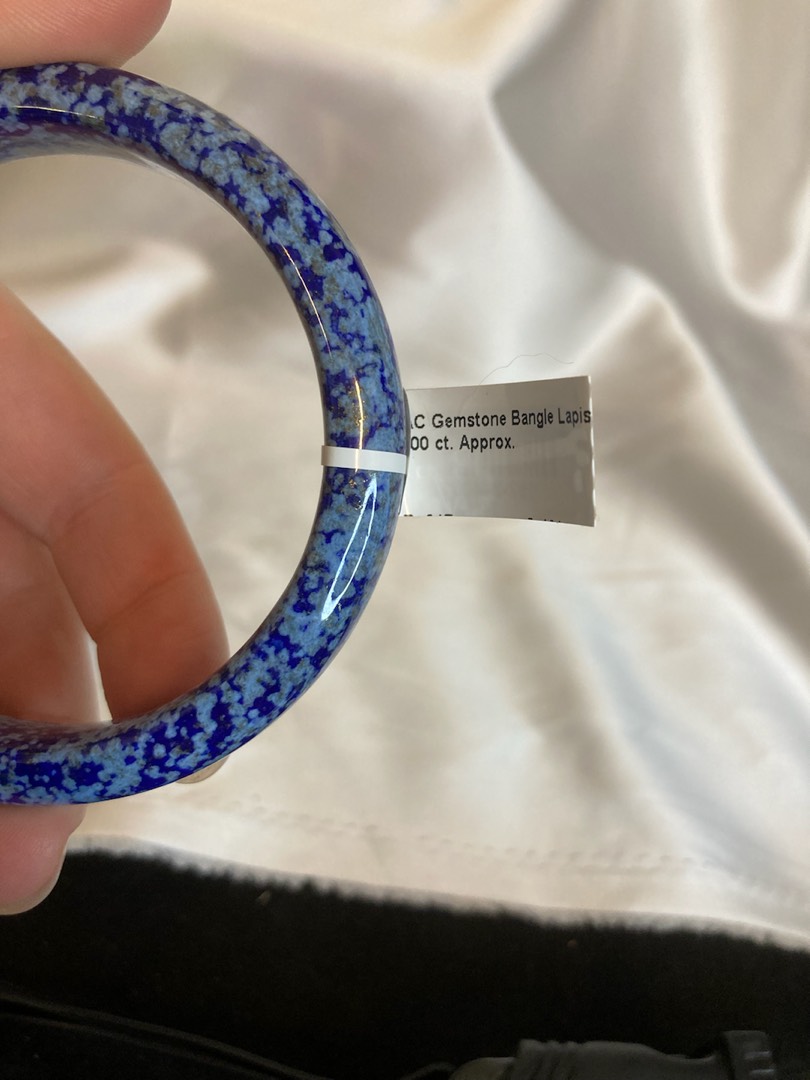 AC Gemstone Bangle Lapis
00 ct. Approx.